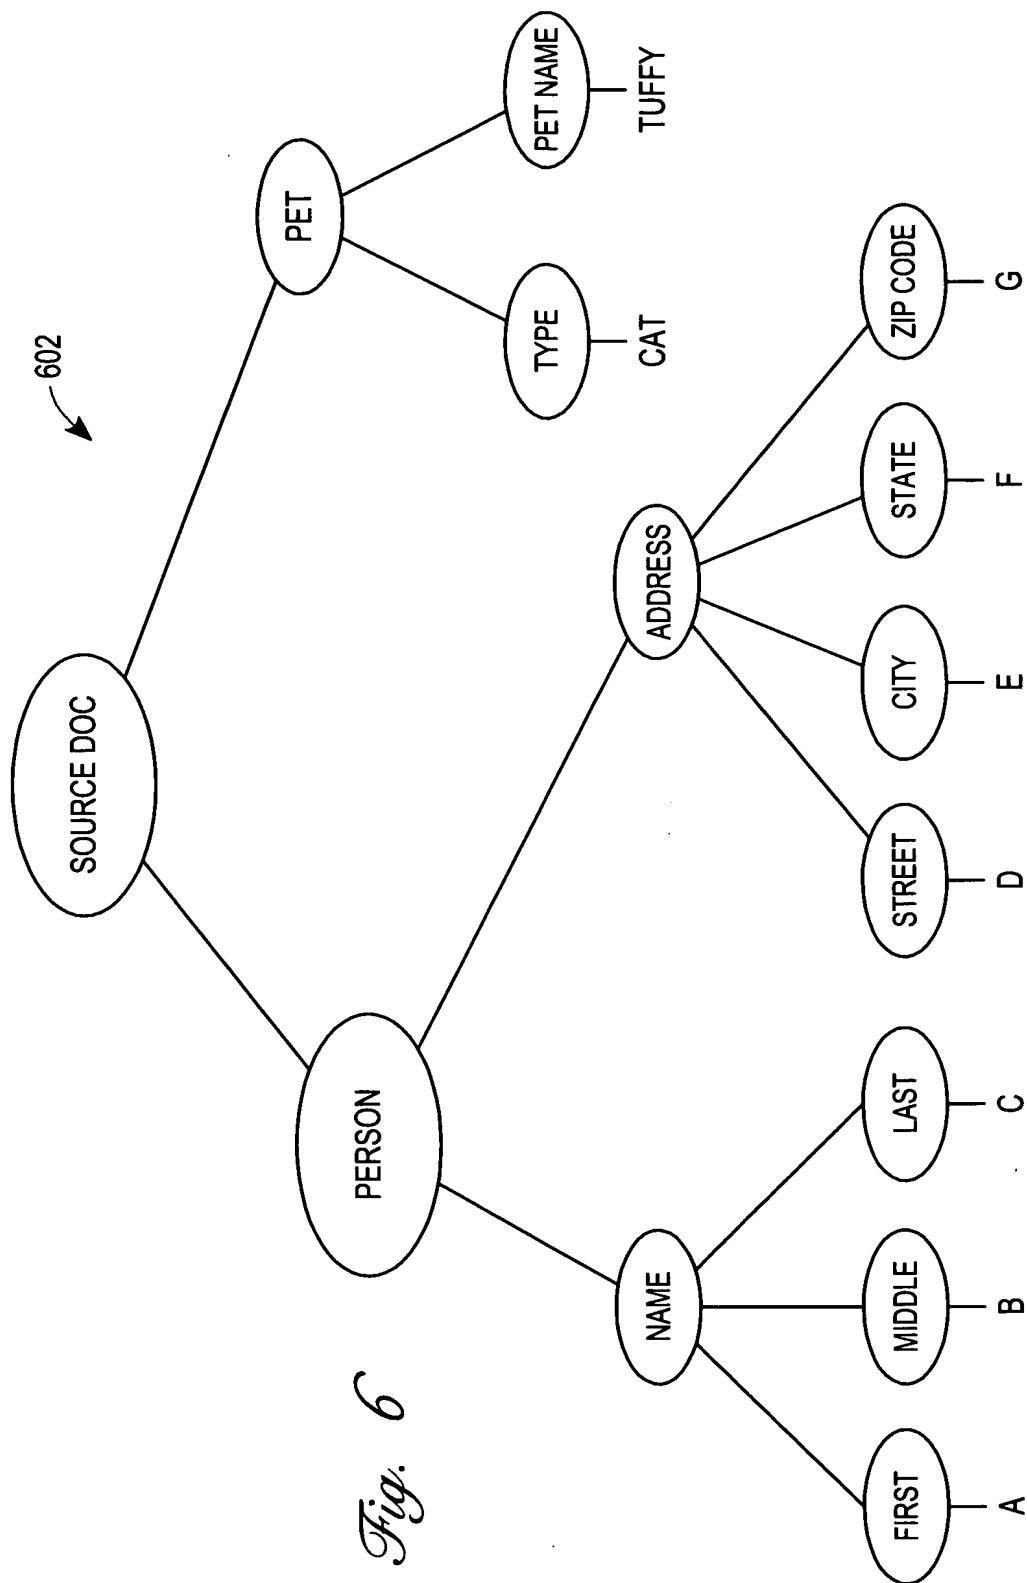 602
SOURCE DOC
PERSON
PET
NAME
ADDRESS
TYPE
PET NAME
CAT
TUFFY
FIRST
MIDDLE
LAST
STREET
CITY
STATE
ZIP CODE
A
B
C
D
E
F
G
Fig. 6